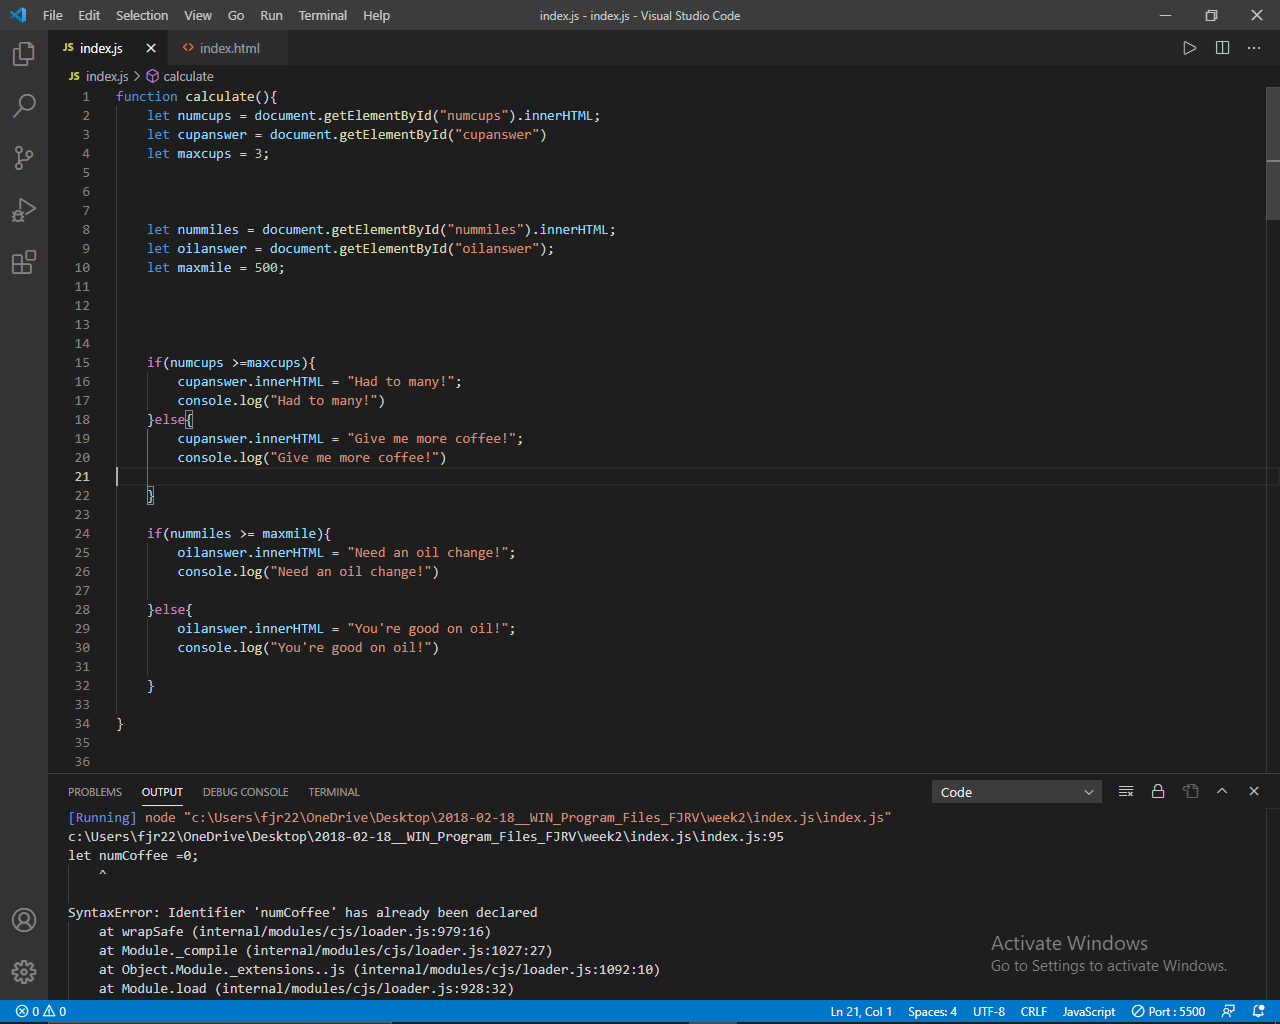 File Edit Selection View Go Run Terminal Help index.js - index.js - Visual Studio Code
JS index.js <> index.html
JS index.js > calculate
1 function calculate(){
2 let numcups = document.getElementById("numcups").innerHTML;
3 let cupanswer = document.getElementById("cupanswer")
4 let maxcups = 3;
5
6
7
8 let nummiles = document.getElementById("nummiles").innerHTML;
9 let oilanswer = document.getElementById("oilanswer");
10 let maxmile = 500;
11
12
13
14
15 if(numcups >=maxcups){
16 cupanswer.innerHTML = "Had to many!";
17 console.log("Had to many!")
18 }else{
19 cupanswer.innerHTML = "Give me more coffee!";
20 console.log("Give me more coffee!")
21
22 }
23
24 if(nummiles >= maxmile){
25 oilanswer.innerHTML = "Need an oil change!";
26 console.log("Need an oil change!")
27
28 }else{
29 oilanswer.innerHTML = "You're good on oil!";
30 console.log("You're good on oil!")
31
32 }
33
34 }
35
36
PROBLEMS OUTPUT DEBUG CONSOLE TERMINAL Code
[Running] node "c:\Users\fjr22\OneDrive\Desktop\2018-02-18__WIN_Program_Files_FJRV\week2\index.js\index.js"
c:\Users\fjr22\OneDrive\Desktop\2018-02-18__WIN_Program_Files_FJRV\week2\index.js\index.js:95
let numCoffee =0;
^
SyntaxError: Identifier 'numCoffee' has already been declared
at wrapSafe (internal/modules/cjs/loader.js:979:16)
at Module._compile (internal/modules/cjs/loader.js:1027:27)
at Object.Module._extensions..js (internal/modules/cjs/loader.js:1092:10)
at Module.load (internal/modules/cjs/loader.js:928:32)
Activate Windows
Go to Settings to activate Windows.
0 0 Ln 21, Col 1 Spaces: 4 UTF-8 CRLF JavaScript Port : 5500